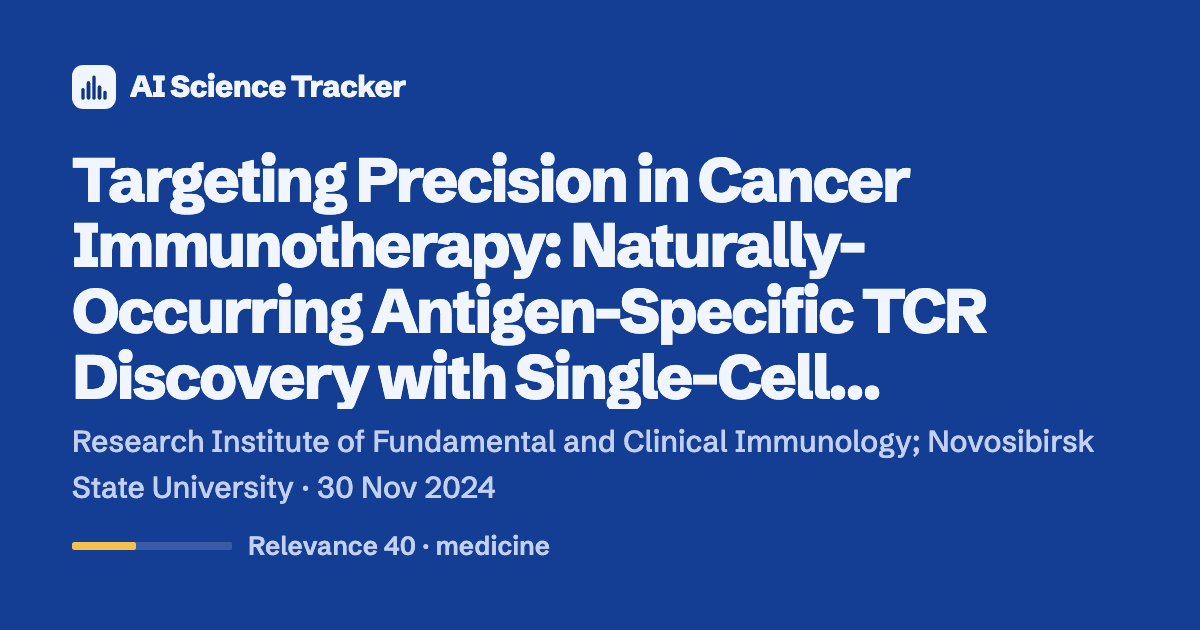 AI Science Tracker
Targeting Precision in Cancer
Immunotherapy: Naturally-
Occurring Antigen-Specific TCR
Discovery with Single-Cell...
Research Institute of Fundamental and Clinical Immunology; Novosibirsk
State University · 30 Nov 2024
Relevance 40 · medicine